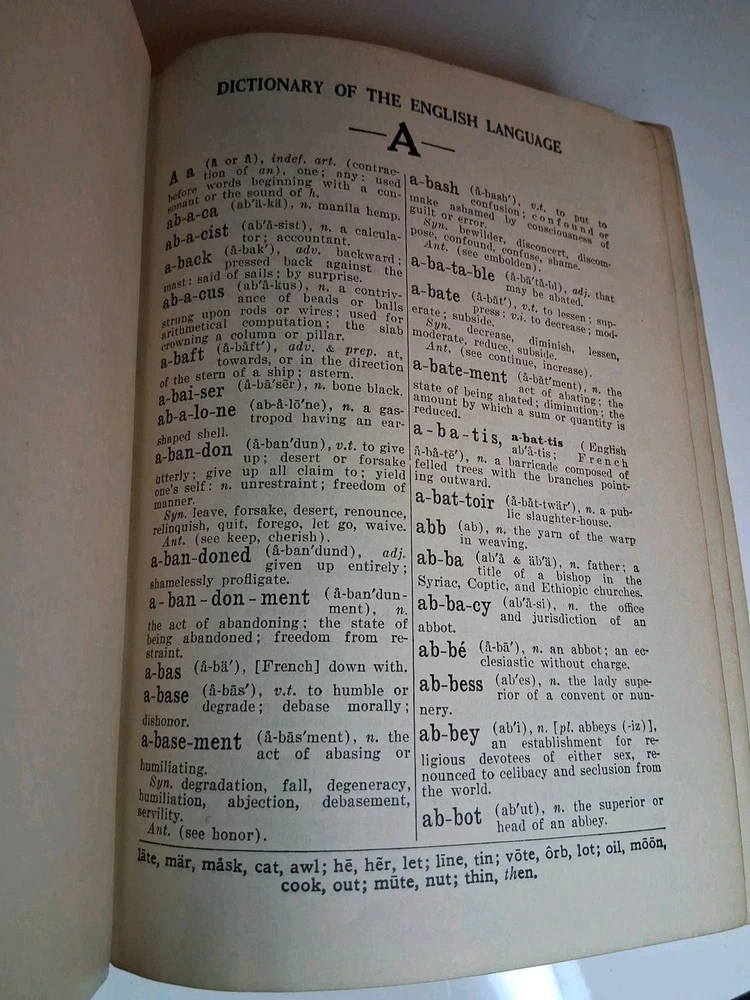 DICTIONARY OF THE ENGLISH LANGUAGE
—A—
A a (ā or å), indef. art. (contrac-
tion of an), one; any: used
before words beginning with a con-
sonant or the sound of h.
ab-a-ca (ab'ȧ-kä), n. manila hemp.
ab-a-cist (ab'å-sist), n. a calcula-
tor; accountant.
a-back (å-bak'), adv. backward;
pressed back against the
mast: said of sails; by surprise.
ab-a-cus (ab'å-kus), n. a contriv-
ance of beads or balls
strung upon rods or wires; used for
arithmetical computation; the slab
crowning a column or pillar.
a-baft (å-båft'), adv. & prep. at,
towards, or in the direction
of the stern of a ship; astern.
a-bai-ser (å-bā'sẽr), n. bone black.
ab-a-lo-ne (ab-å-lō'ne), n. a gas-
tropod having an ear-
shaped shell.
a-ban-don (å-ban'dun), v.t. to give
up; desert or forsake
utterly; give up all claim to; yield
one's self: n. unrestraint; freedom of
manner.
Syn. leave, forsake, desert, renounce,
relinquish, quit, forego, let go, waive.
Ant. (see keep, cherish).
a-ban-doned (å-ban'dund), adj.
given up entirely;
shamelessly profligate.
a-ban-don-ment (å-ban'dun-
ment), n.
the act of abandoning; the state of
being abandoned; freedom from re-
straint.
a-bas (å-bä'), [French] down with.
a-base (å-bās'), v.t. to humble or
degrade; debase morally;
dishonor.
a-base-ment (å-bās'ment), n. the
act of abasing or
humiliating.
Syn. degradation, fall, degeneracy,
humiliation, abjection, debasement,
servility.
Ant. (see honor).
a-bash (å-bash'), v.t. to put to
confusion; confound or
make ashamed by consciousness of
guilt or error.
Syn. bewilder, disconcert, discom-
pose, confound, confuse, shame.
Ant. (see embolden).
a-ba-ta-ble (å-bā'tå-bl), adj. that
may be abated.
a-bate (å-bāt'), v.t. to lessen; sup-
press: v.i. to decrease; mod-
erate; subside.
Syn. decrease, diminish, lessen,
moderate, reduce, subside.
Ant. (see continue, increase).
a-bate-ment (å-bāt'ment), n. the
act of abating; the
state of being abated; diminution; the
amount by which a sum or quantity is
reduced.
a-ba-tis, a-bat-tis (English
ab'å-tis; French
å-bå-tē'), n. a barricade composed of
felled trees with the branches point-
ing outward.
a-bat-toir (å-båt-twär'), n. a pub-
lic slaughter-house.
abb (ab), n. the yarn of the warp
in weaving.
ab-ba (ab'å & äb'ä), n. father; a
title of a bishop in the
Syriac, Coptic, and Ethiopic churches.
ab-ba-cy (ab'å-si), n. the office
and jurisdiction of an
abbot.
ab-bé (å-bā'), n. an abbot; an ec-
clesiastic without charge.
ab-bess (ab'es), n. the lady supe-
rior of a convent or nun-
nery.
ab-bey (ab'i), n. [pl. abbeys (-iz)],
an establishment for re-
ligious devotees of either sex, re-
nounced to celibacy and seclusion from
the world.
ab-bot (ab'ut), n. the superior or
head of an abbey.
lāte, mär, måsk, cat, awl; hē, hẽr, let; līne, tin; vōte, ôrb, lot; oil, mōōn,
cook, out; mūte, nut; thin, then.